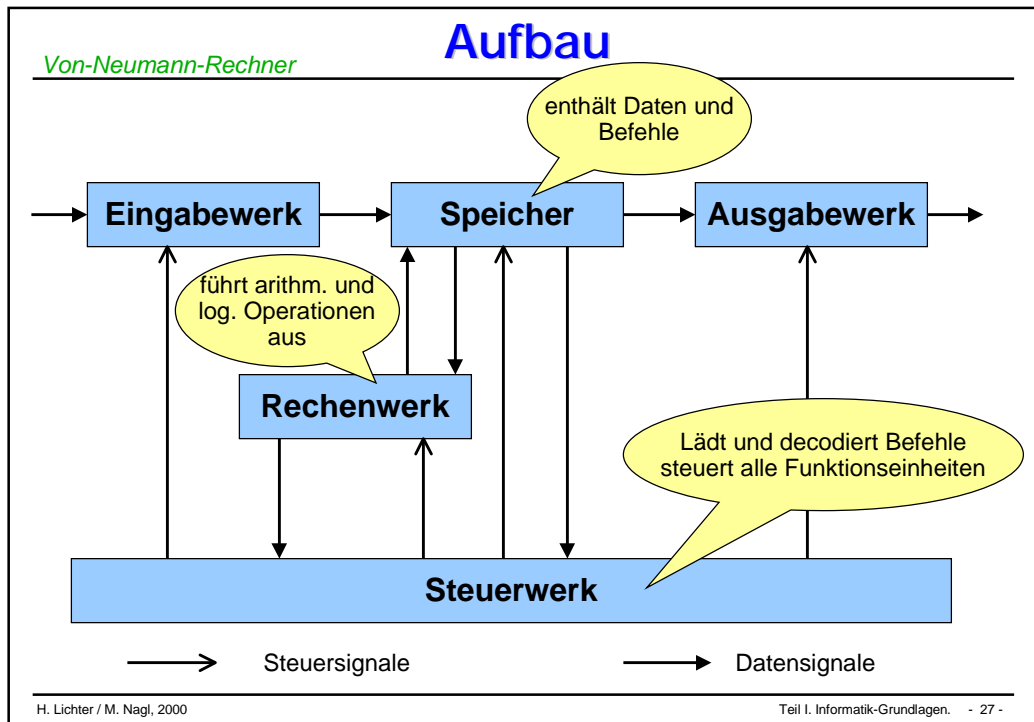 Aufbau
Von-Neumann-Rechner
enthält Daten und
Befehle
Eingabewerk
Speicher
Ausgabewerk
führt arithm. und
log. Operationen
aus
Rechenwerk
Lädt und decodiert Befehle
steuert alle Funktionseinheiten
Steuerwerk
Steuersignale
Datensignale
H. Lichter / M. Nagl, 2000
Teil I. Informatik-Grundlagen. - 27 -